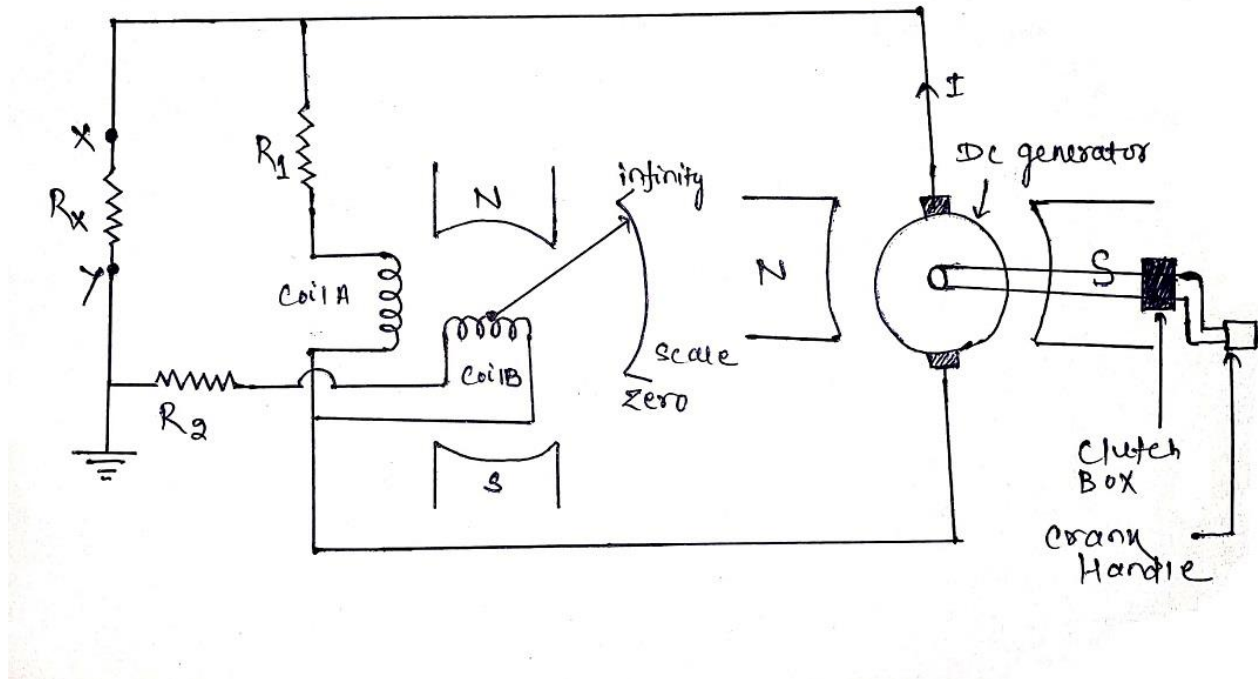 I
X
R1
Rx
Dc generator
N
infinity
N
S
Y
Coil A
Coil B
Scale
Zero
R2
S
Clutch
Box
Crank
Handle